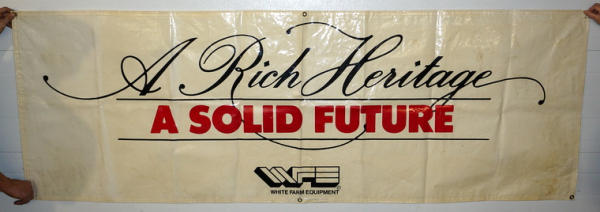 A Rich Heritage
A SOLID FUTURE
WFE
WHITE FARM EQUIPMENT